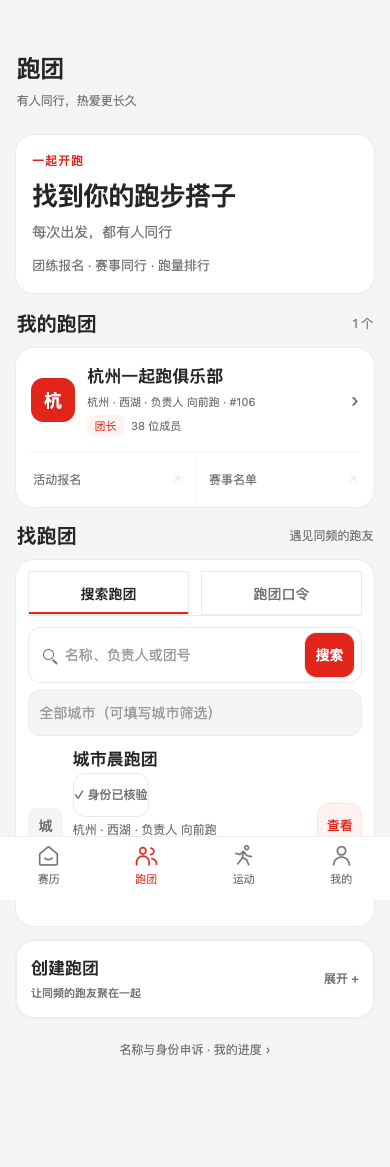 跑团
有人同行，热爱更长久
一起开跑
找到你的跑步搭子
每次出发，都有人同行
团练报名 · 赛事同行 · 跑量排行
我的跑团
1 个
杭
杭州一起跑俱乐部
杭州 · 西湖 · 负责人 向前跑 · #106
团长
38 位成员
›
活动报名
↗
赛事名单
↗
找跑团
遇见同频的跑友
搜索跑团
跑团口令
名称、负责人或团号
搜索
全部城市（可填写城市筛选）
城市晨跑团
✓ 身份已核验
城
杭州 · 西湖 · 负责人 向前跑
查看
赛历
跑团
运动
我的
创建跑团
让同频的跑友聚在一起
展开 +
名称与身份申诉 · 我的进度 ›